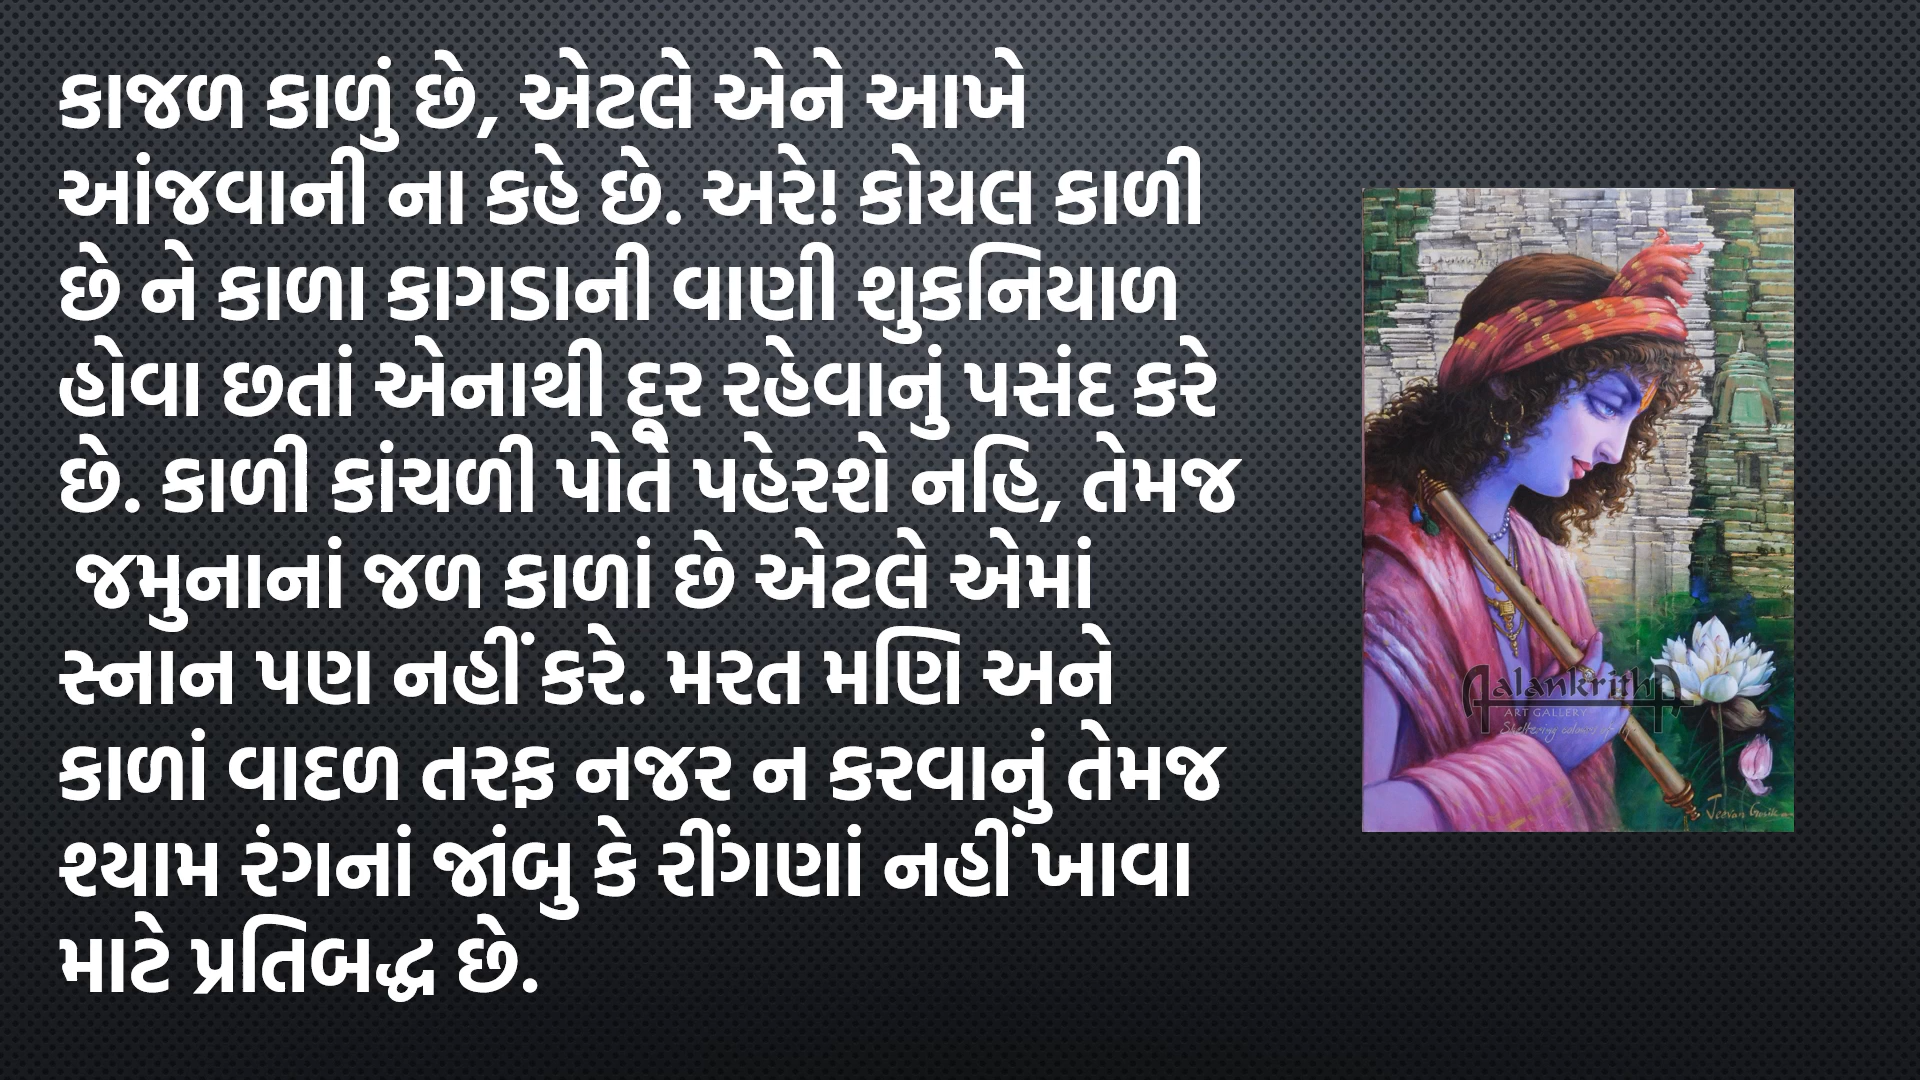 કાજળ કાળું છે, એટલે એને આખે
આંજવાની ના કહે છે. અરે! કોયલ કાળી
છે ને કાળા કાગડાની વાણી શુકનિયાળ
હોવા છતાં એનાથી દૂર રહેવાનું પસંદ કરે
છે. કાળી કાંચળી પોતે પહેરશે નહિ, તેમજ
જમુનાનાં જળ કાળાં છે એટલે એમાં
સ્નાન પણ નહીં કરે. મરત મણિ અને
કાળાં વાદળ તરફ નજર ન કરવાનું તેમજ
શ્યામ રંગનાં જાંબુ કે રીંગણાં નહીં ખાવા
માટે પ્રતિબદ્ધ છે.
Aalankritha
ART GALLERY
Sheltering